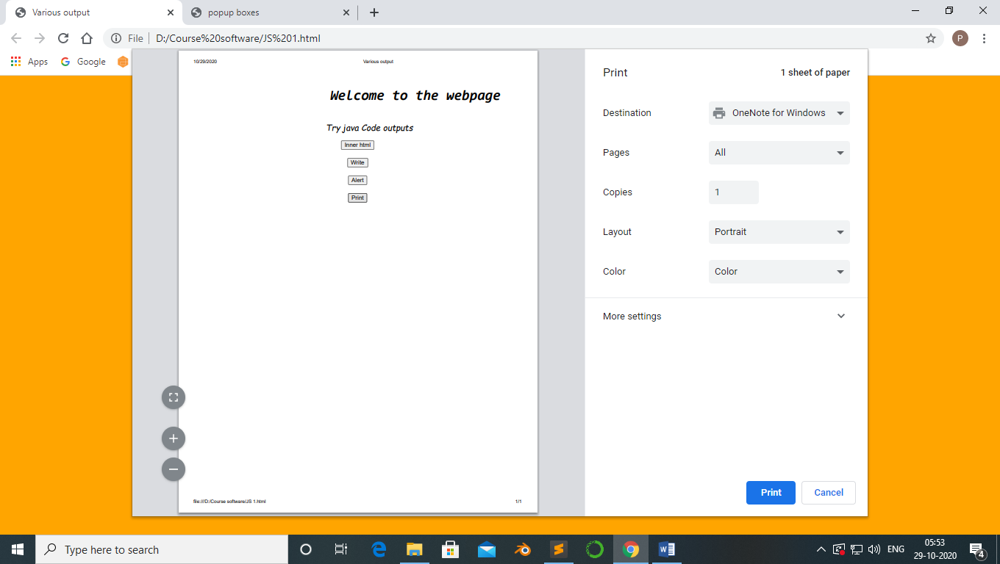 Various output
popup boxes
File
D:/Course%20software/JS%201.html
P
Apps
Google
10/29/2020
Various output
Welcome to the webpage
Try java Code outputs
Inner html
Write
Alert
Print
file:///D:/Course software/JS 1.html
1/1
Print
1 sheet of paper
Destination
OneNote for Windows
Pages
All
Copies
1
Layout
Portrait
Color
Color
More settings
Print
Cancel
Type here to search
ENG
05:53
29-10-2020
4